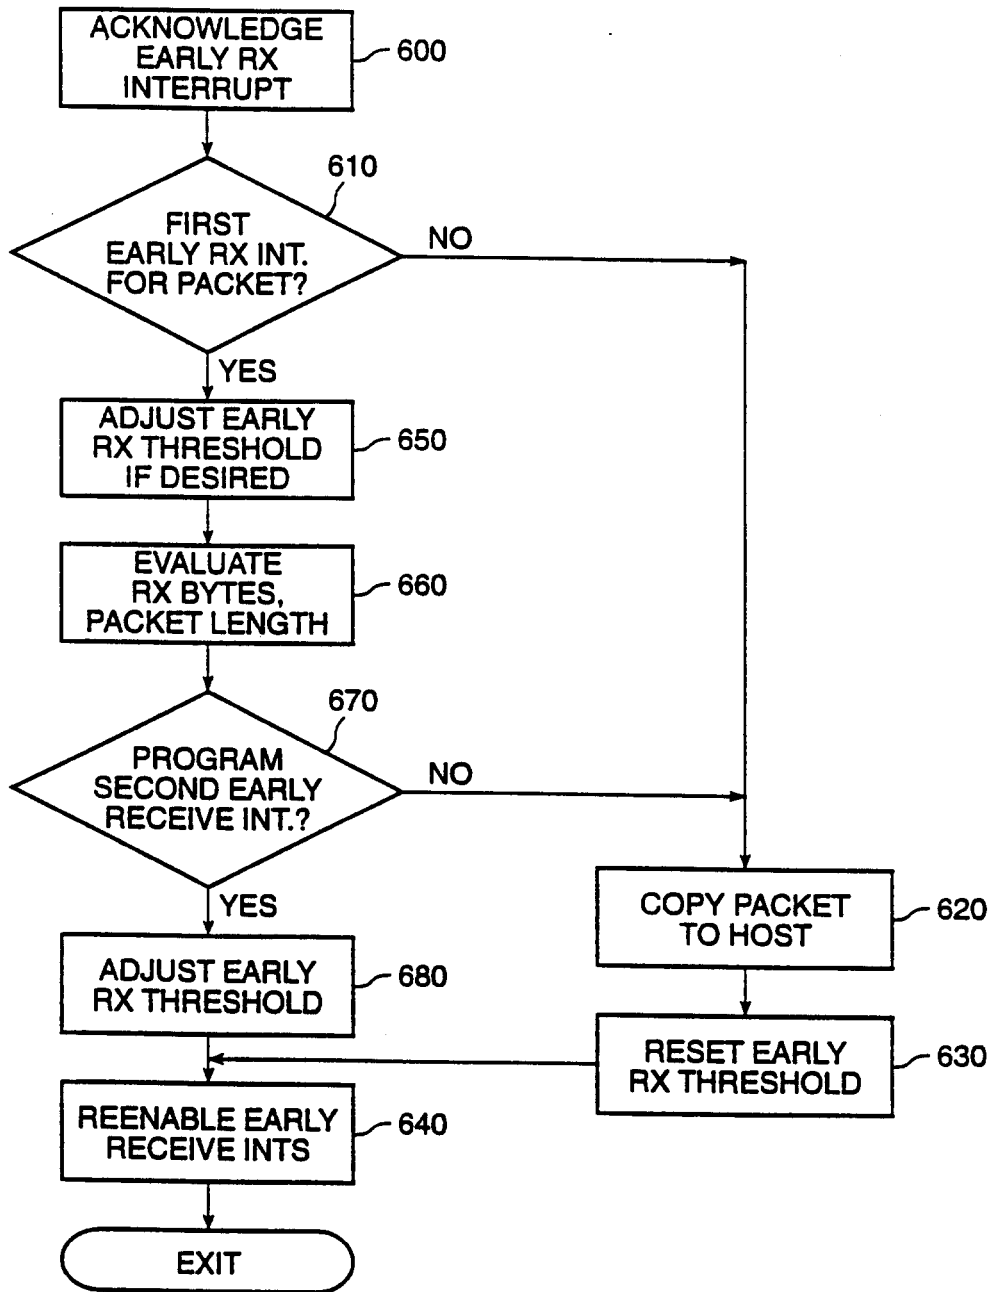 ACKNOWLEDGE
EARLY RX
INTERRUPT
600
610
FIRST
EARLY RX INT.
FOR PACKET?
NO
YES
ADJUST EARLY
RX THRESHOLD
IF DESIRED
650
EVALUATE
RX BYTES,
PACKET LENGTH
660
670
PROGRAM
SECOND EARLY
RECEIVE INT.?
NO
YES
COPY PACKET
TO HOST
620
ADJUST EARLY
RX THRESHOLD
680
RESET EARLY
RX THRESHOLD
630
REENABLE EARLY
RECEIVE INTS
640
EXIT